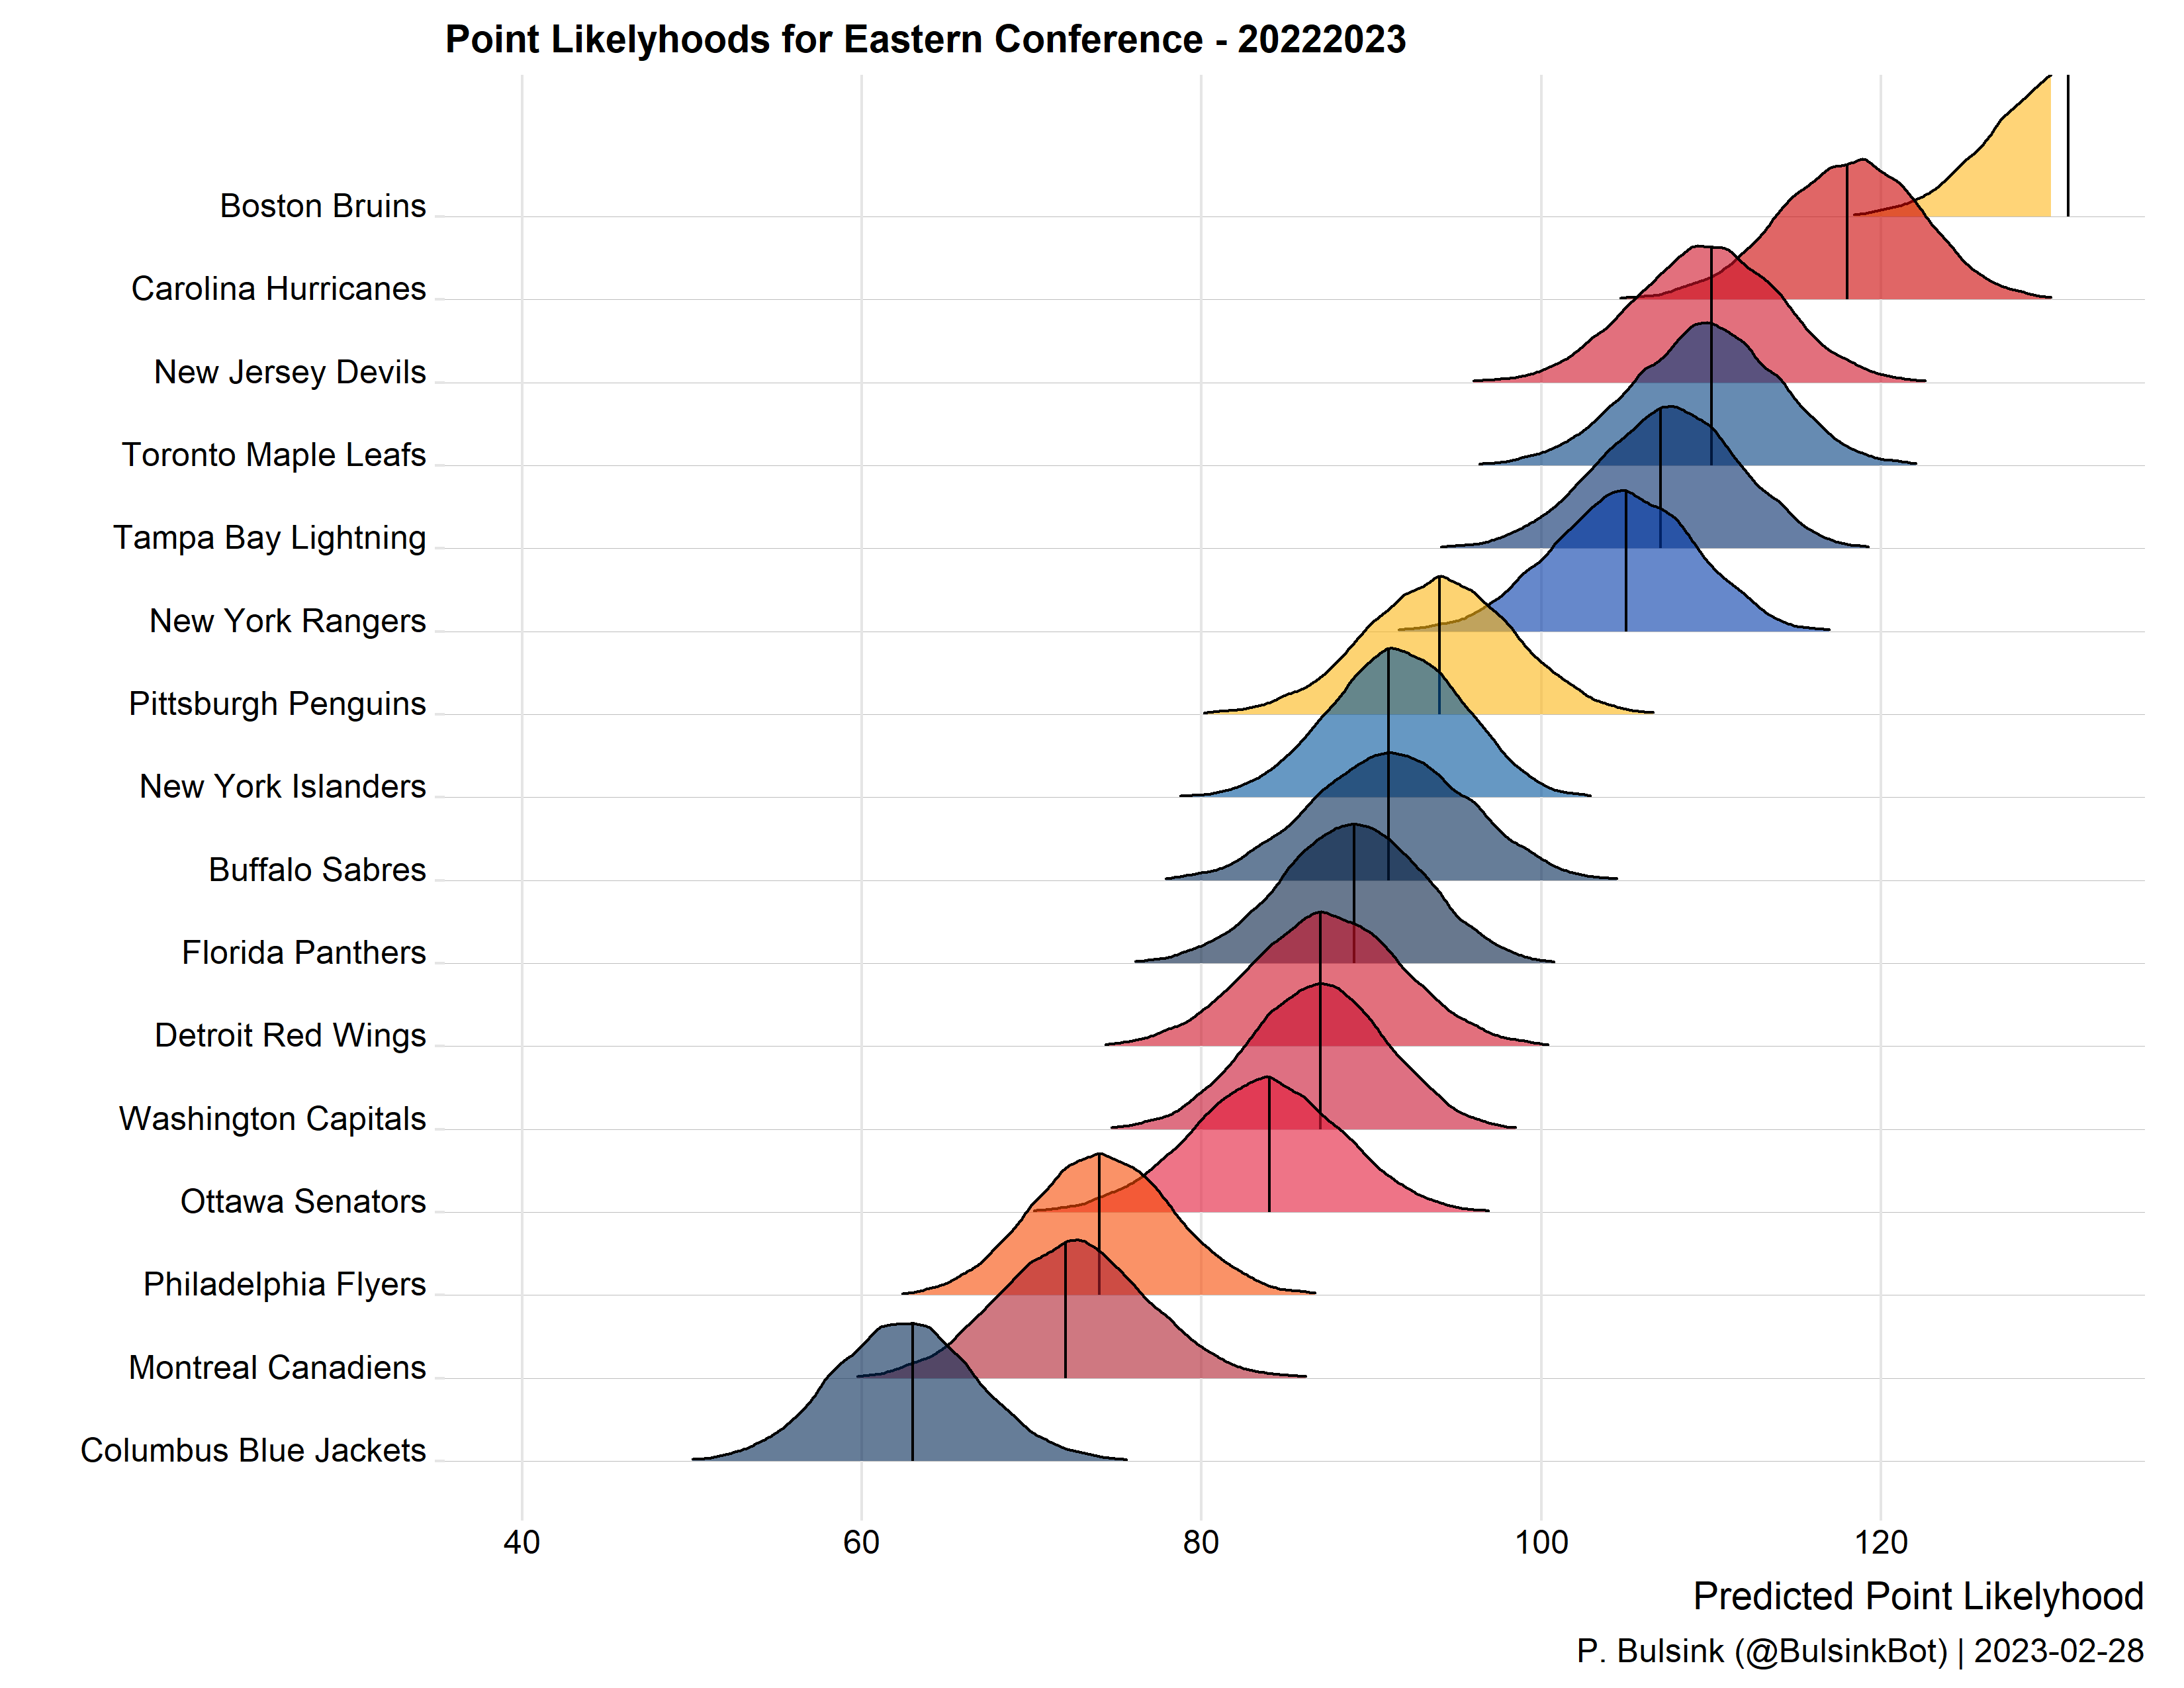 Point Likelyhoods for Eastern Conference - 20222023
Boston Bruins
Carolina Hurricanes
New Jersey Devils
Toronto Maple Leafs
Tampa Bay Lightning
New York Rangers
Pittsburgh Penguins
New York Islanders
Buffalo Sabres
Florida Panthers
Detroit Red Wings
Washington Capitals
Ottawa Senators
Philadelphia Flyers
Montreal Canadiens
Columbus Blue Jackets
40 60 80 100 120
Predicted Point Likelyhood
P. Bulsink (@BulsinkBot) | 2023-02-28